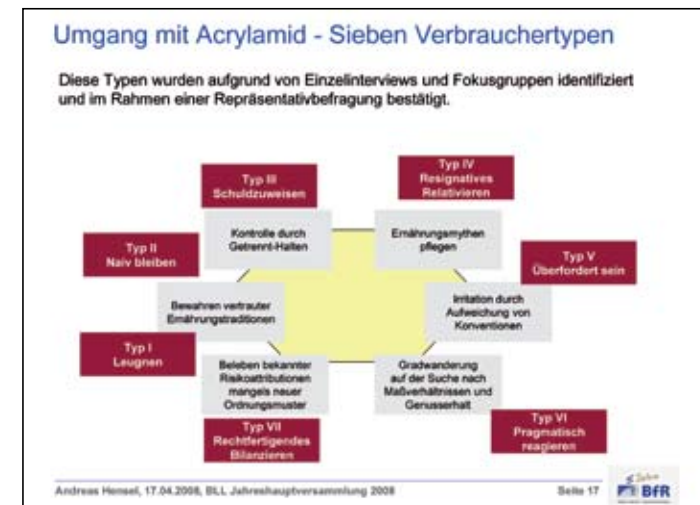 Umgang mit Acrylamid - Sieben Verbrauchertypen
Diese Typen wurden aufgrund von Einzelinterviews und Fokusgruppen identifiziert
und im Rahmen einer Repräsentativbefragung bestätigt.
Typ III
Schuldzuweisen
Typ IV
Resignatives
Relativieren
Kontrolle durch
Getrennt-Halten
Ernährungsmythen
pflegen
Typ II
Naiv bleiben
Typ V
Überfordert sein
Bewahren vertrauter
Ernährungstraditionen
Irritation durch
Aufweichung von
Konventionen
Typ I
Leugnen
Beleben bekannter
Risikoattributionen
mangels neuer
Ordnungsmuster
Gradwanderung
auf der Suche nach
Maßverhältnissen und
Genusserhalt
Typ VII
Rechtfertigendes
Bilanzieren
Typ VI
Pragmatisch
reagieren
Andreas Hensel, 17.04.2008, BLL Jahreshauptversammlung 2008
Seite 17
BfR